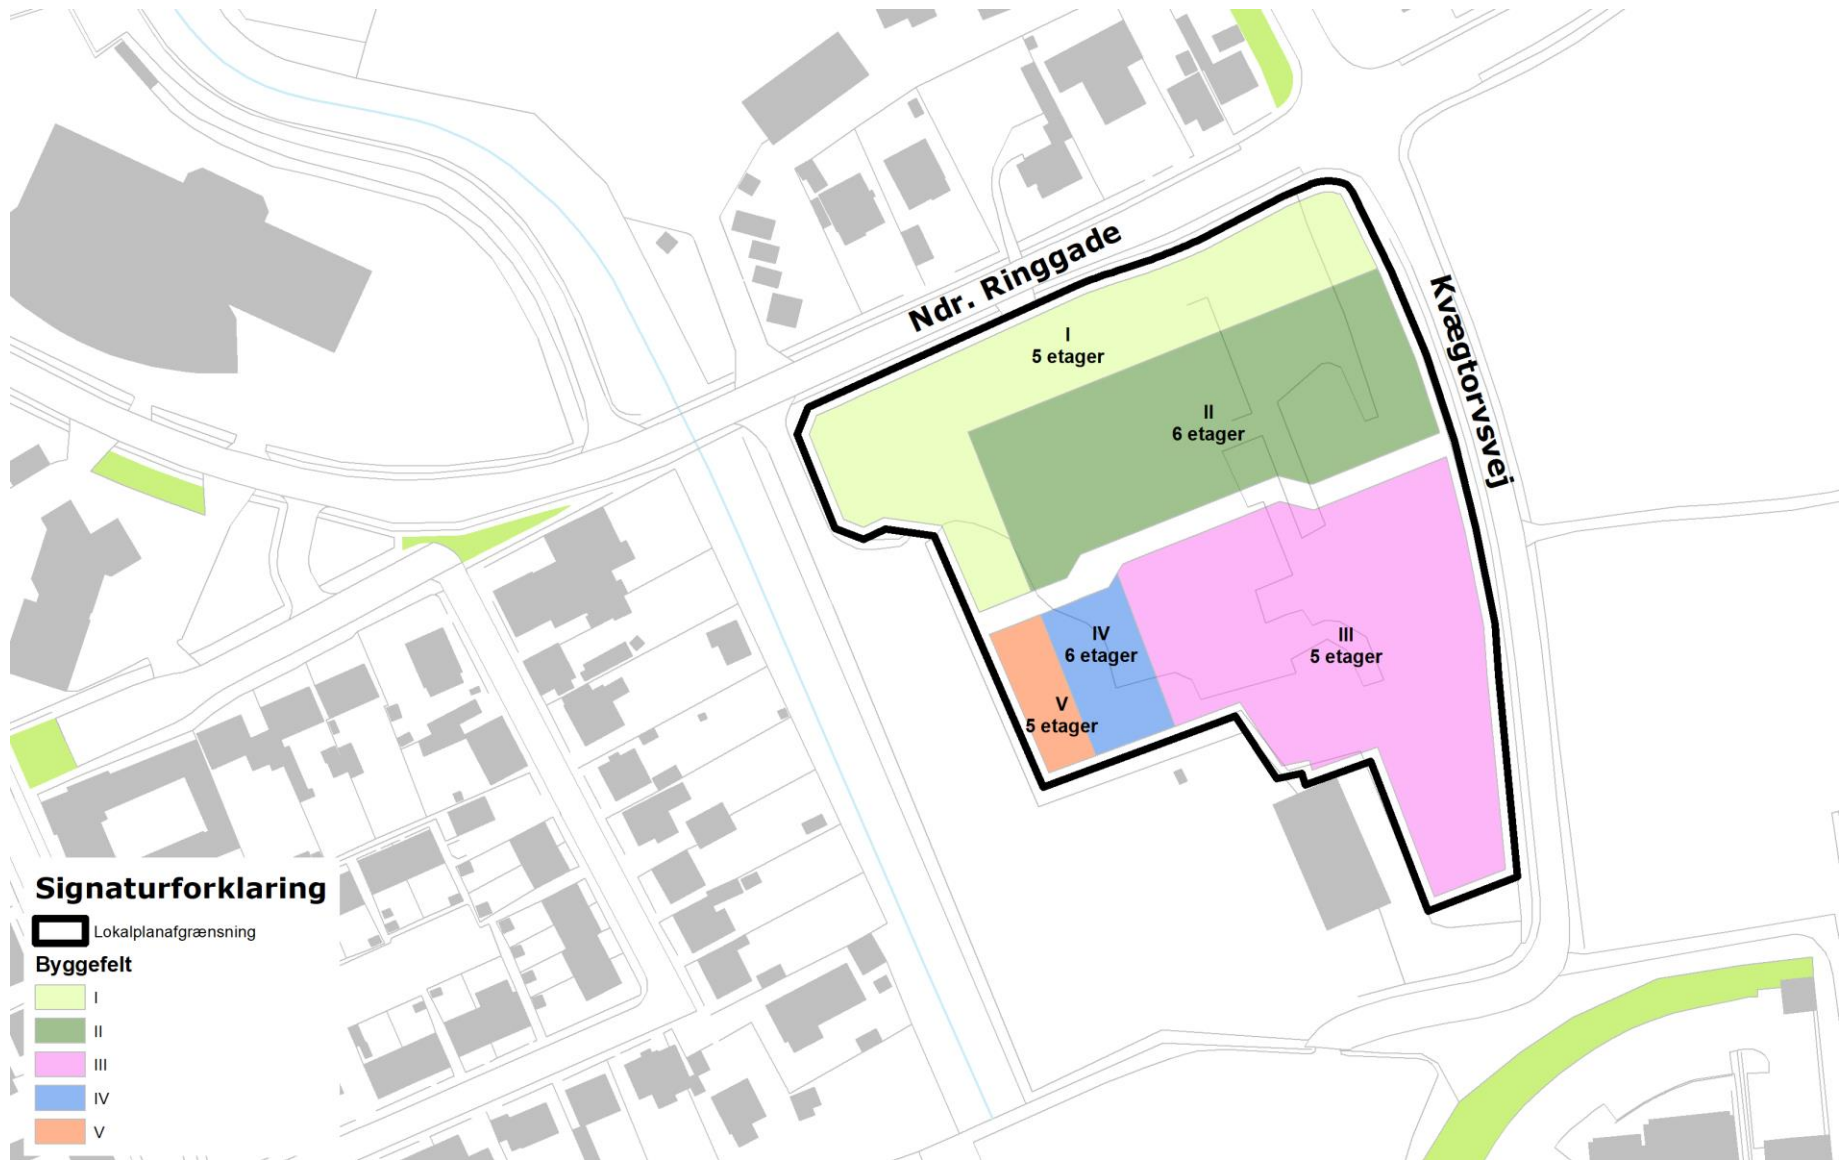 Ndr. Ringgade
Kvægtorvsvej
I
5 etager
II
6 etager
III
5 etager
IV
6 etager
V
5 etager
Signaturforklaring
Lokalplanafgrænsning
Byggefelt
I
II
III
IV
V